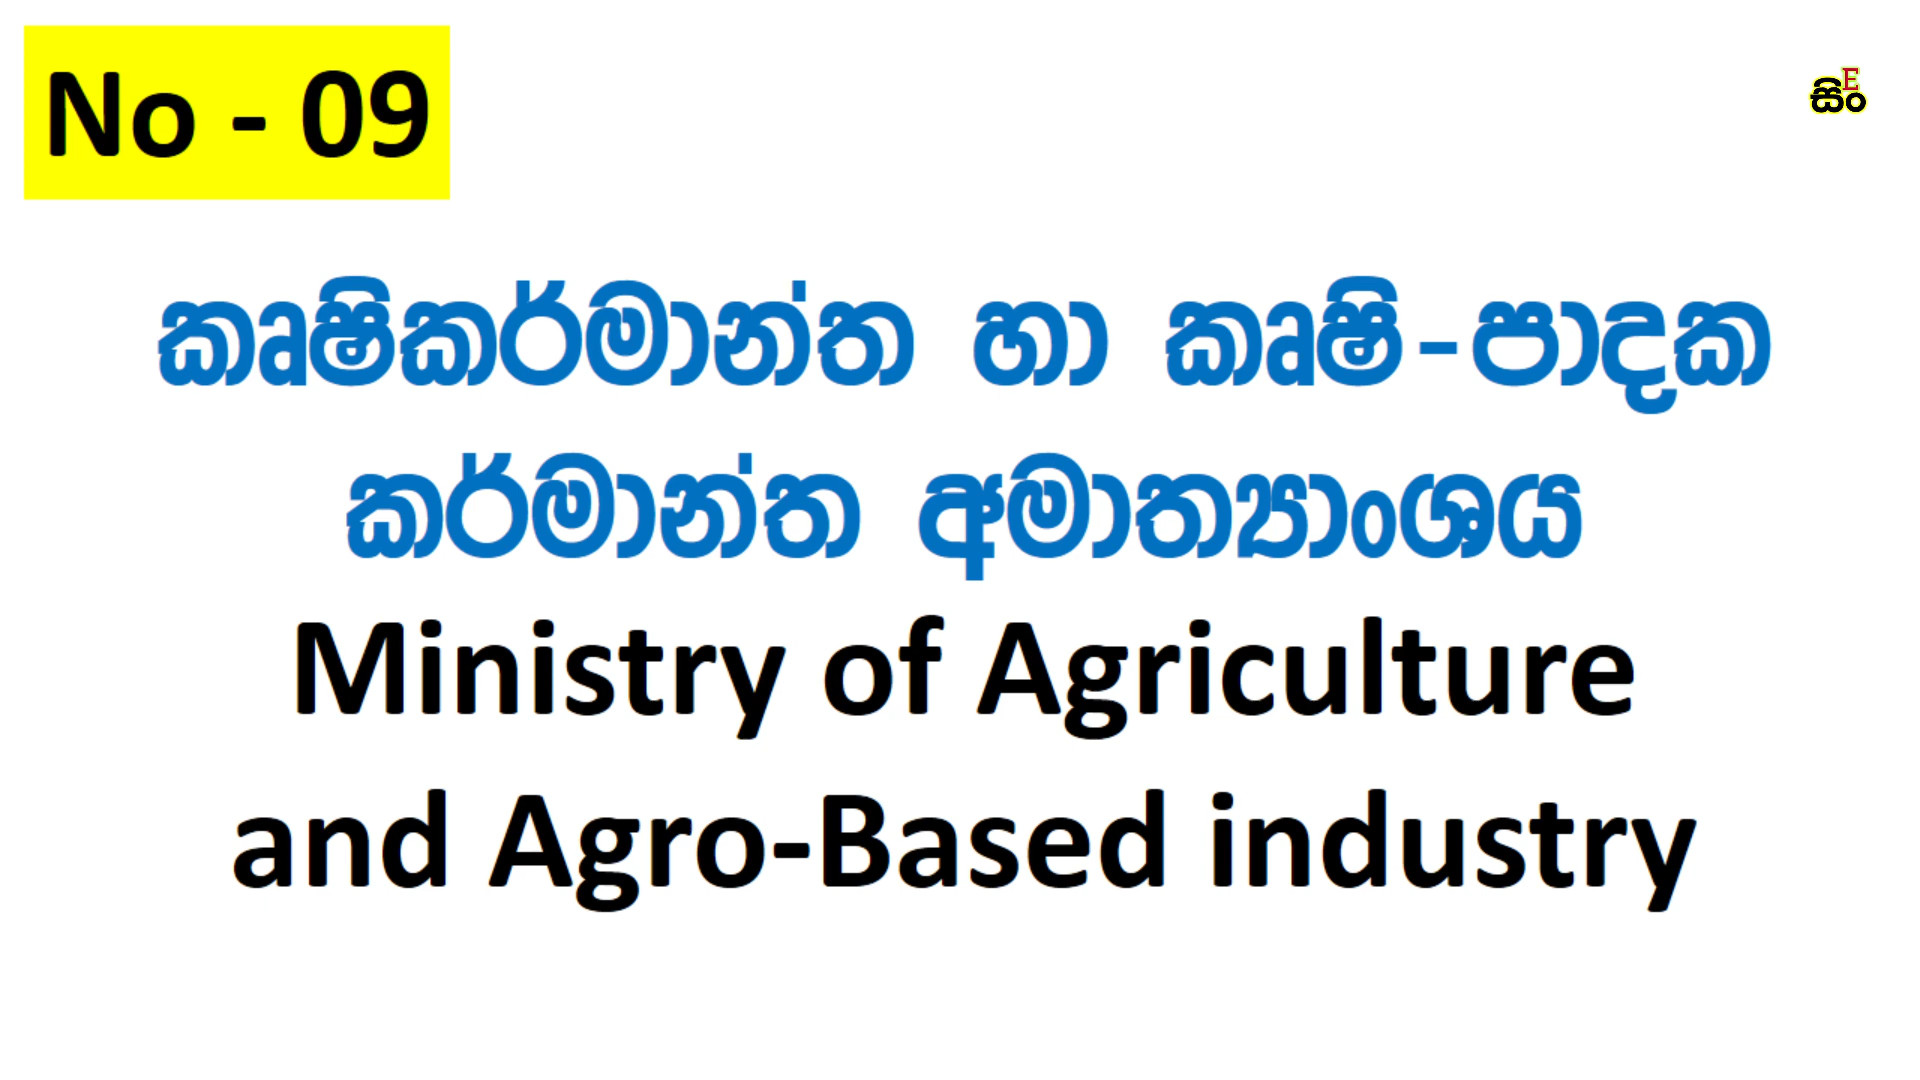 No - 09
සිංE
කෘෂිකර්මාන්ත හා කෘෂි-පාදක
කර්මාන්ත අමාත්‍යාංශය
Ministry of Agriculture
and Agro-Based industry